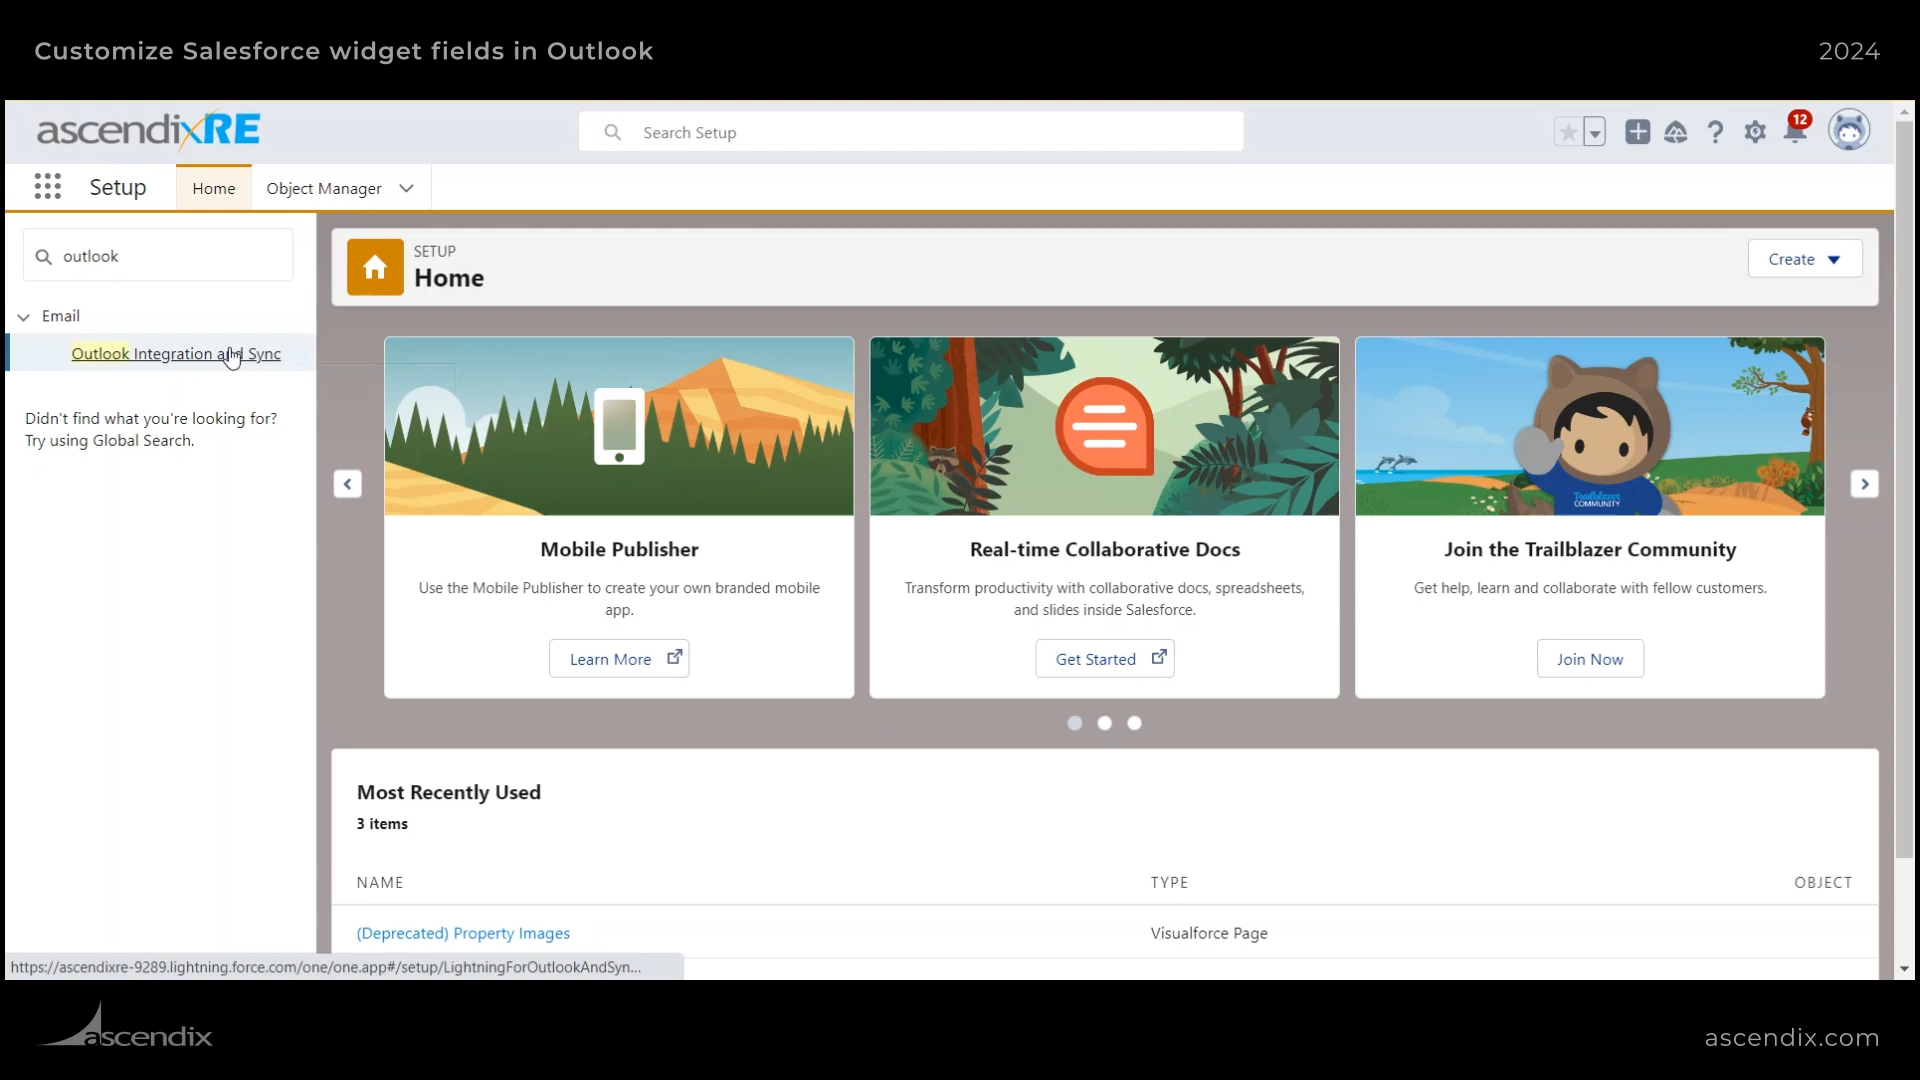 Customize Salesforce widget fields in Outlook
2024
ascendixRE
Search Setup
12
Setup
Home
Object Manager
outlook
Email
Outlook Integration and Sync
Didn't find what you're looking for?
Try using Global Search.
SETUP
Home
Create
Mobile Publisher
Use the Mobile Publisher to create your own branded mobile
app.
Learn More
Real-time Collaborative Docs
Transform productivity with collaborative docs, spreadsheets,
and slides inside Salesforce.
Get Started
Trailblazer
COMMUNITY
Join the Trailblazer Community
Get help, learn and collaborate with fellow customers.
Join Now
Most Recently Used
3 items
NAME
TYPE
OBJECT
(Deprecated) Property Images
Visualforce Page
https://ascendixre-9289.lightning.force.com/one/one.app#/setup/LightningForOutlookAndSyn...
ascendix
ascendix.com